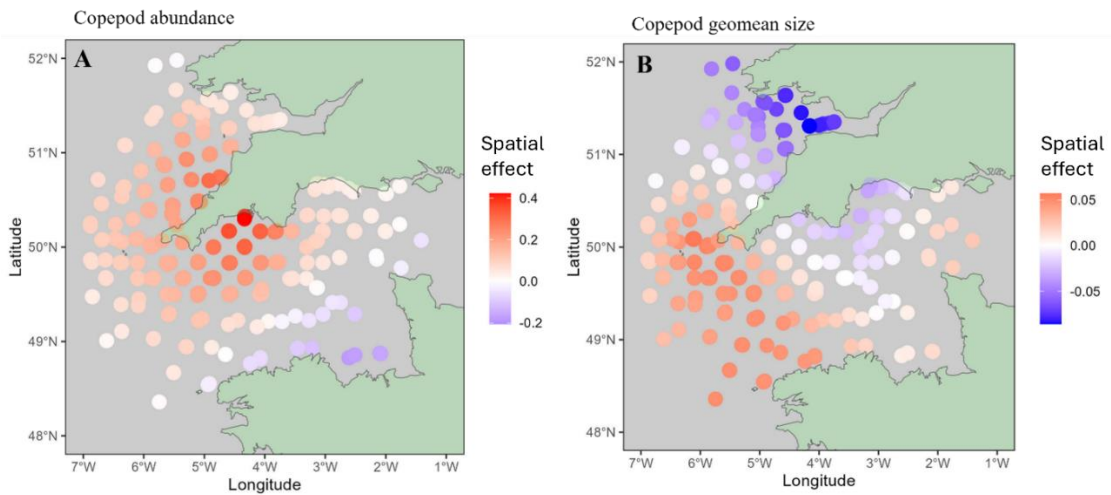 Copepod abundance
A
52°N
51°N
50°N
49°N
48°N
Latitude
7°W 6°W 5°W 4°W 3°W 2°W 1°W
Longitude
Spatial
effect
0.4
0.2
0.0
-0.2
Copepod geomean size
B
52°N
51°N
50°N
49°N
48°N
Latitude
7°W 6°W 5°W 4°W 3°W 2°W 1°W
Longitude
Spatial
effect
0.05
0.00
-0.05